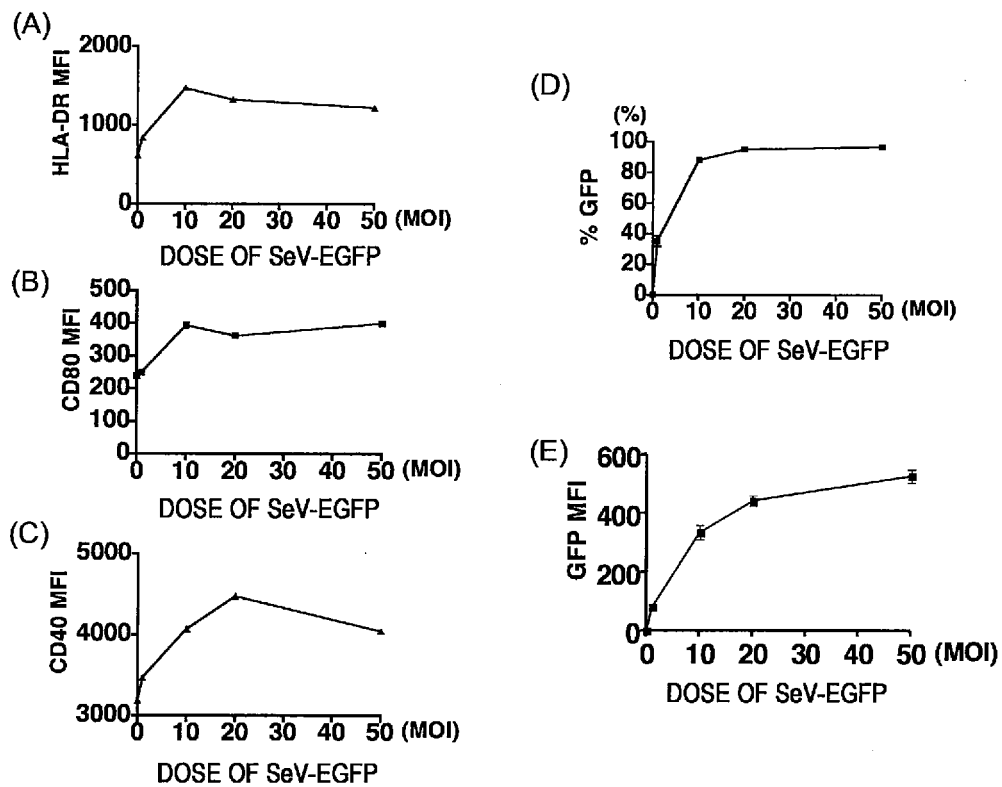 (A)
HLA-DR MFI
2000
1000
0
0 10 20 30 40 50 (MOI)
DOSE OF SeV-EGFP
(B)
CD80 MFI
500
400
300
200
100
0
0 10 20 30 40 50 (MOI)
DOSE OF SeV-EGFP
(C)
CD40 MFI
5000
4000
3000
0 10 20 30 40 50 (MOI)
DOSE OF SeV-EGFP
(D)
(%)
% GFP
100
80
60
40
20
0
0 10 20 30 40 50 (MOI)
DOSE OF SeV-EGFP
(E)
GFP MFI
600
400
200
0
0 10 20 30 40 50 (MOI)
DOSE OF SeV-EGFP